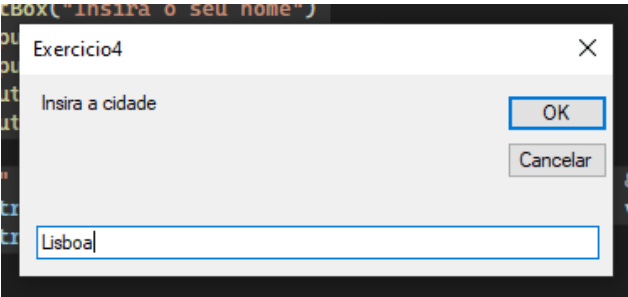 tBox("Insira o seu nome")
Exercicio4
Insira a cidade
OK
Cancelar
Lisboa